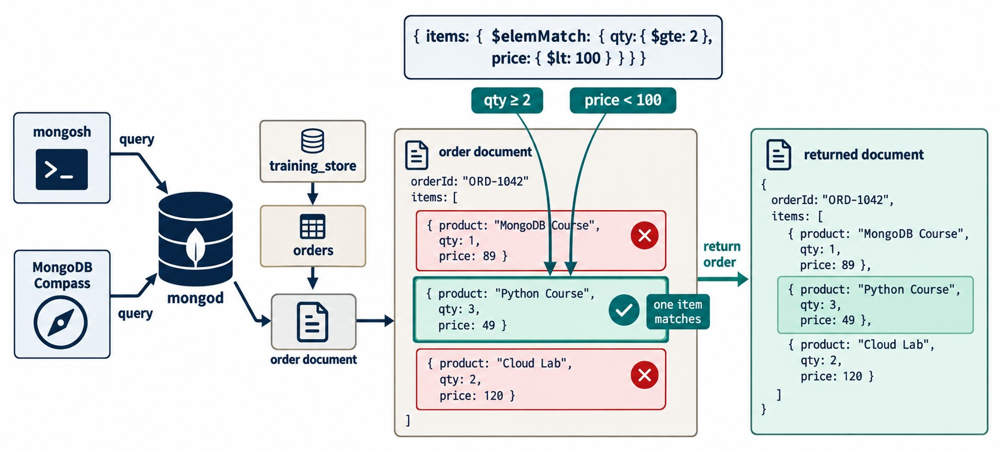 { items: { $elemMatch: { qty: { $gte: 2 },
price: { $lt: 100 } } } }
qty ≥ 2
price < 100
mongosh
query
MongoDB
Compass
query
mongod
training_store
orders
order document
order document
orderId: "ORD-1042"
items: [
{ product: "MongoDB Course",
qty: 1,
price: 89 }
{ product: "Python Course",
qty: 3,
price: 49 }
one item
matches
{ product: "Cloud Lab",
qty: 2,
price: 120 }
]
return
order
returned document
{
orderId: "ORD-1042",
items: [
{ product: "MongoDB Course",
qty: 1,
price: 89 },
{ product: "Python Course",
qty: 3,
price: 49 },
{ product: "Cloud Lab",
qty: 2,
price: 120 }
]
}